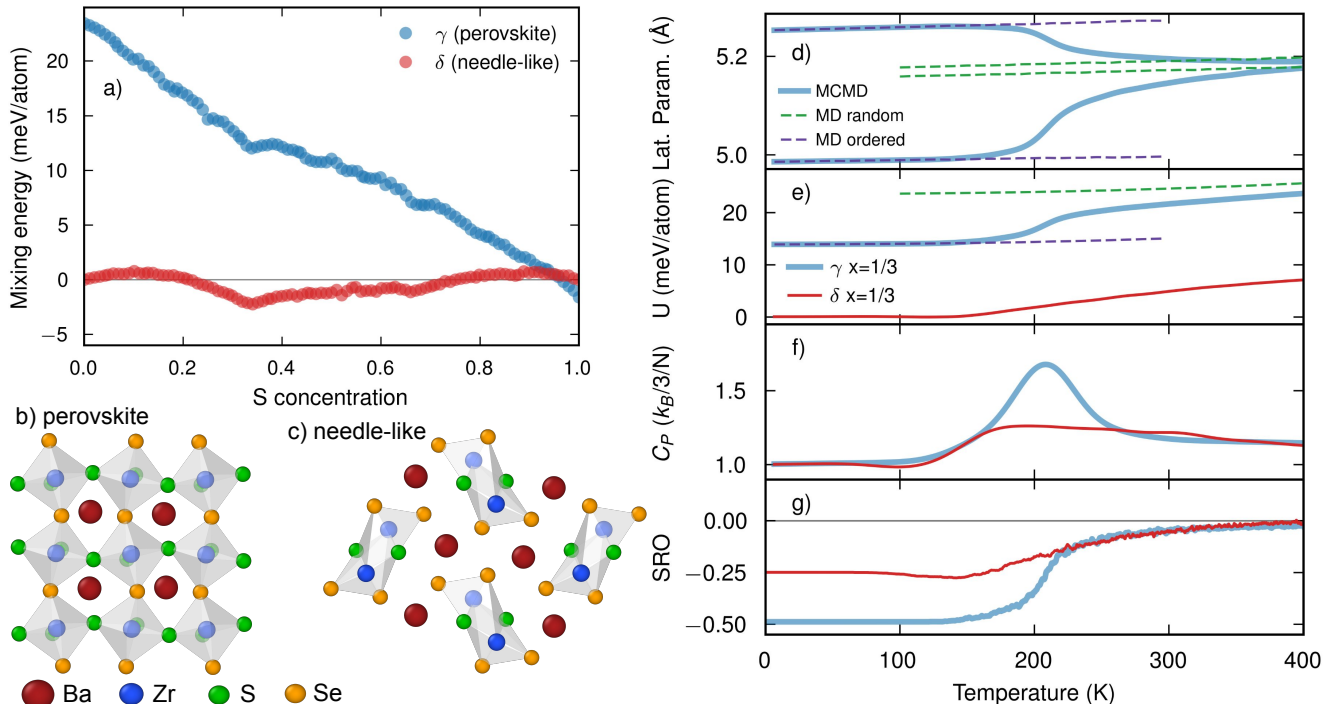 20
15
10
5
0
−5
Mixing energy (meV/atom)
a)
γ (perovskite)
δ (needle-like)
0.0 0.2 0.4 0.6 0.8 1.0
S concentration
b) perovskite
c) needle-like
Ba Zr S Se
5.2
5.0
Lat. Param. (Å)
d)
MCMD
MD random
MD ordered
20
10
0
U (meV/atom)
e)
γ x=1/3
δ x=1/3
1.5
1.0
C_P (k_B/3/N)
f)
0.00
−0.25
−0.50
SRO
g)
0 100 200 300 400
Temperature (K)